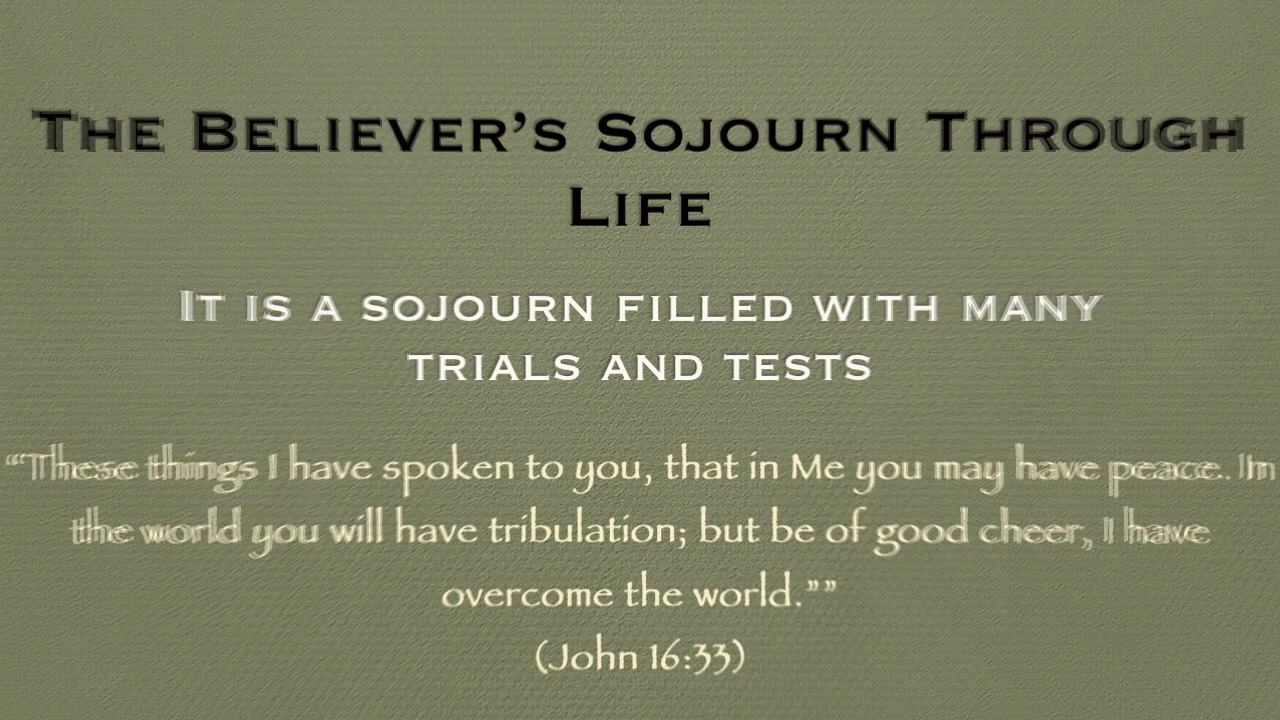 The Believer’s Sojourn Through
Life
It is a sojourn filled with many
trials and tests
“These things I have spoken to you, that in Me you may have peace. In
the world you will have tribulation; but be of good cheer, I have
overcome the world.””
(John 16:33)